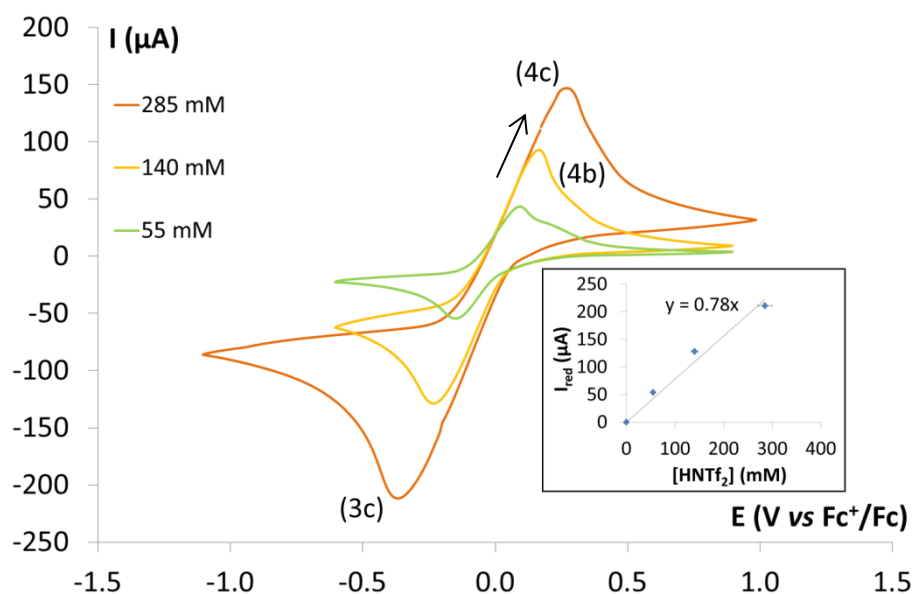 I (µA)
200
150
100
50
0
-50
-100
-150
-200
-250
285 mM
140 mM
55 mM
(4c)
(4b)
(3c)
-1.5
-1.0
-0.5
0.0
0.5
1.0
1.5
E (V vs Fc⁺/Fc)
y = 0.78x
I_red (µA)
250
200
150
100
50
0
0
100
200
300
400
[HNTf₂] (mM)